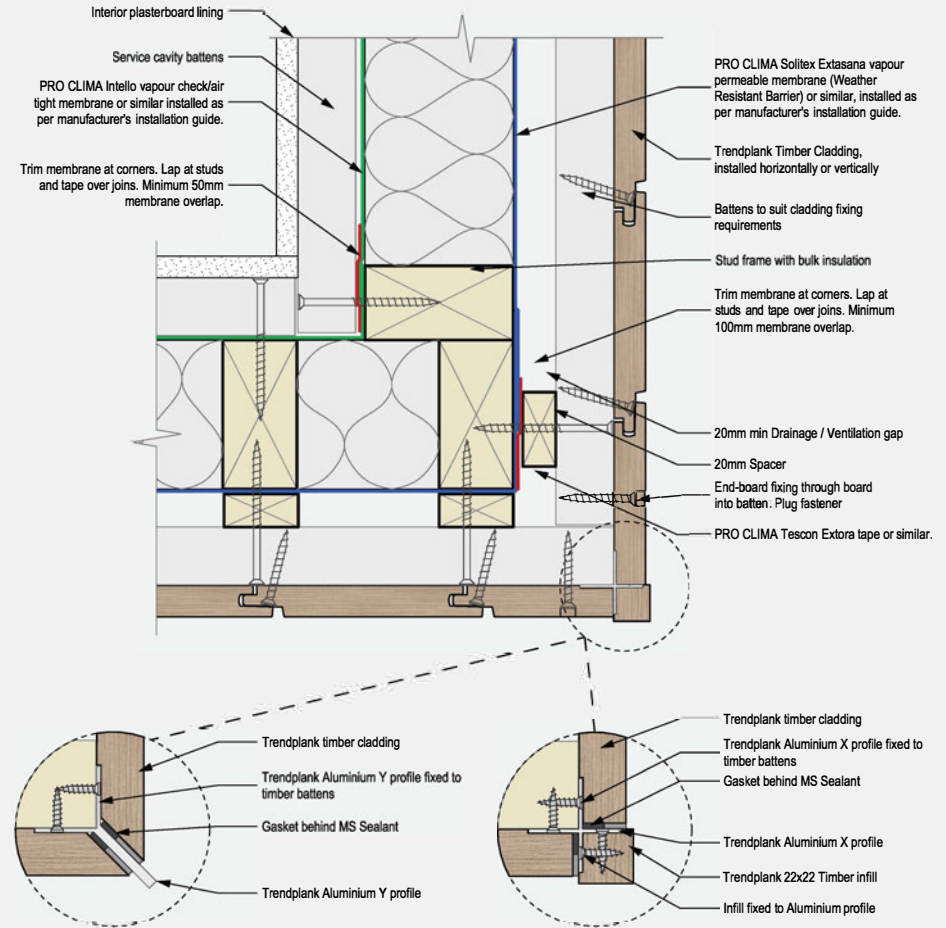 Interior plasterboard lining
Service cavity battens
PRO CLIMA Intello vapour check/air
tight membrane or similar installed as
per manufacturer's installation guide.
Trim membrane at corners. Lap at studs
and tape over joins. Minimum 50mm
membrane overlap.
PRO CLIMA Solitex Extasana vapour
permeable membrane (Weather
Resistant Barrier) or similar, installed as
per manufacturer's installation guide.
Trendplank Timber Cladding,
installed horizontally or vertically
Battens to suit cladding fixing
requirements
Stud frame with bulk insulation
Trim membrane at corners. Lap at
studs and tape over joins. Minimum
100mm membrane overlap.
20mm min Drainage / Ventilation gap
20mm Spacer
End-board fixing through board
into batten. Plug fastener
PRO CLIMA Tescon Extora tape or similar.
Trendplank timber cladding
Trendplank Aluminium Y profile fixed to
timber battens
Gasket behind MS Sealant
Trendplank Aluminium Y profile
Trendplank timber cladding
Trendplank Aluminium X profile fixed to
timber battens
Gasket behind MS Sealant
Trendplank Aluminium X profile
Trendplank 22x22 Timber infill
Infill fixed to Aluminium profile